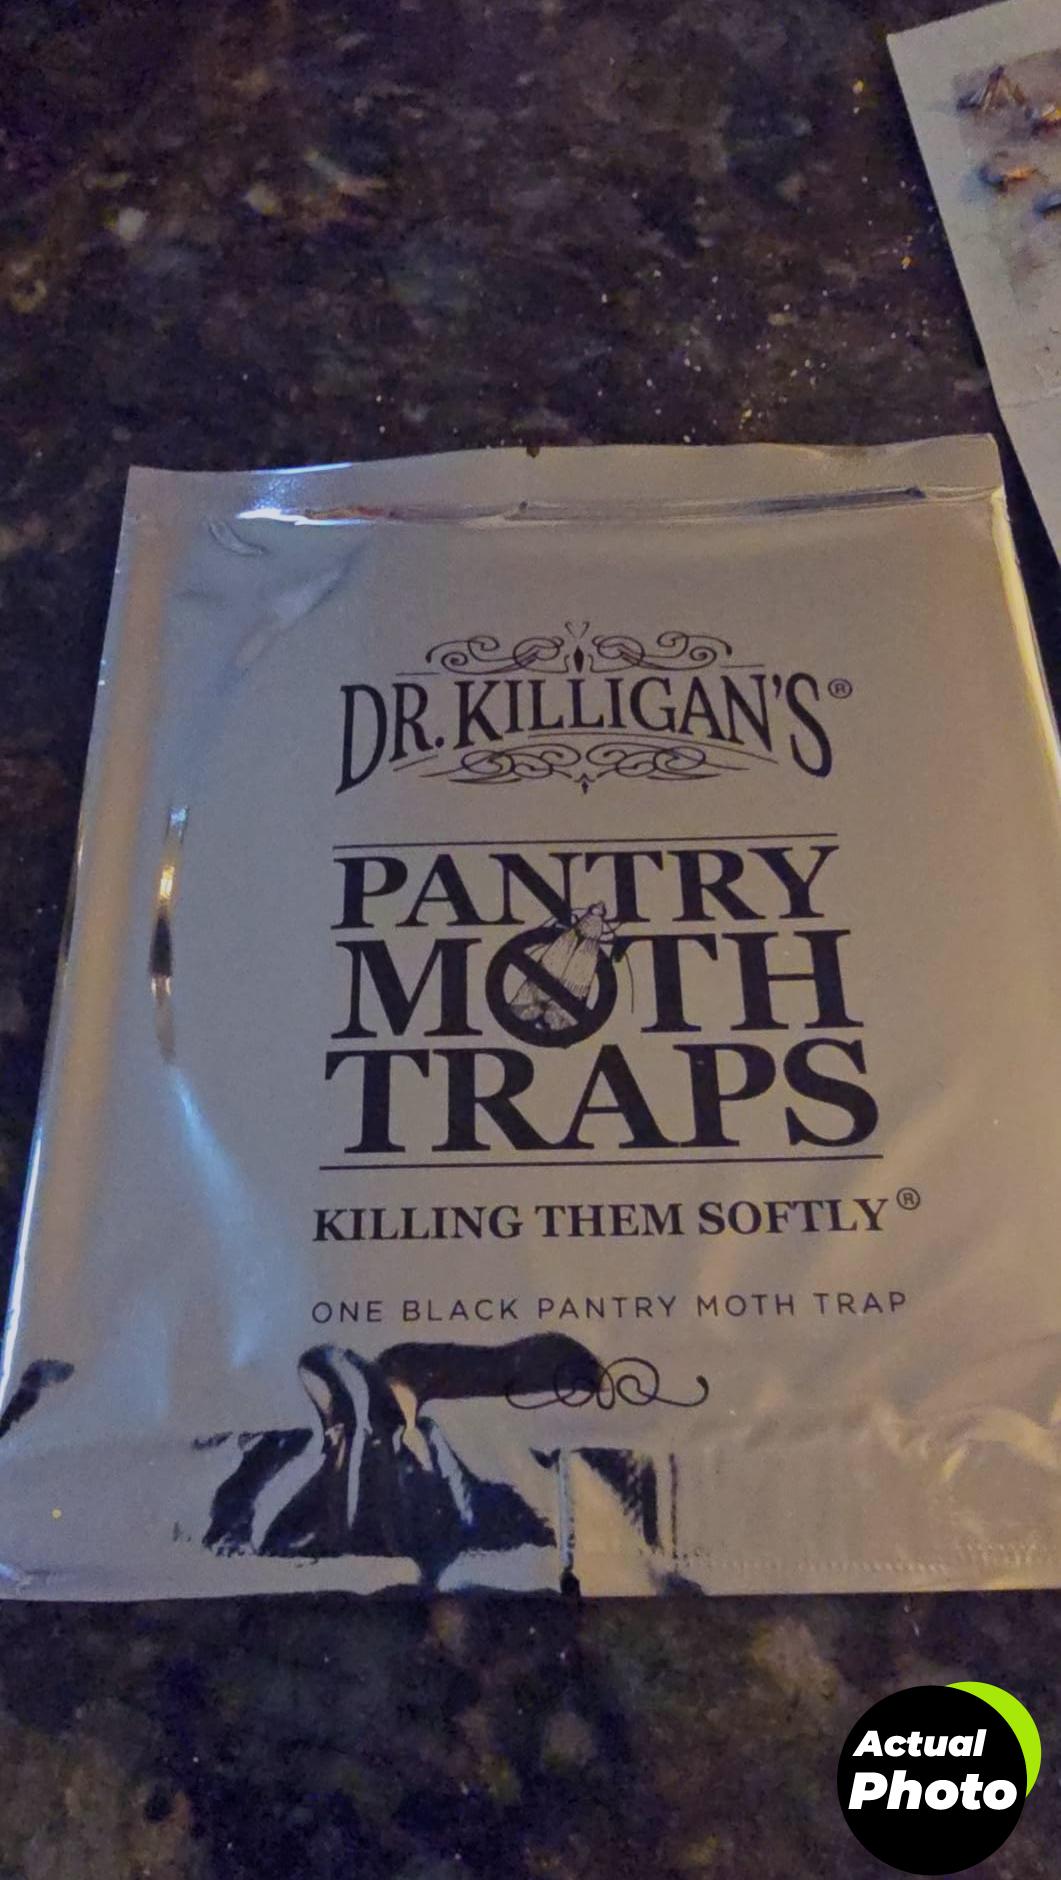 DR. KILLIGAN'S®
PANTRY
MOTH
TRAPS
KILLING THEM SOFTLY®
ONE BLACK PANTRY MOTH TRAP
Actual
Photo